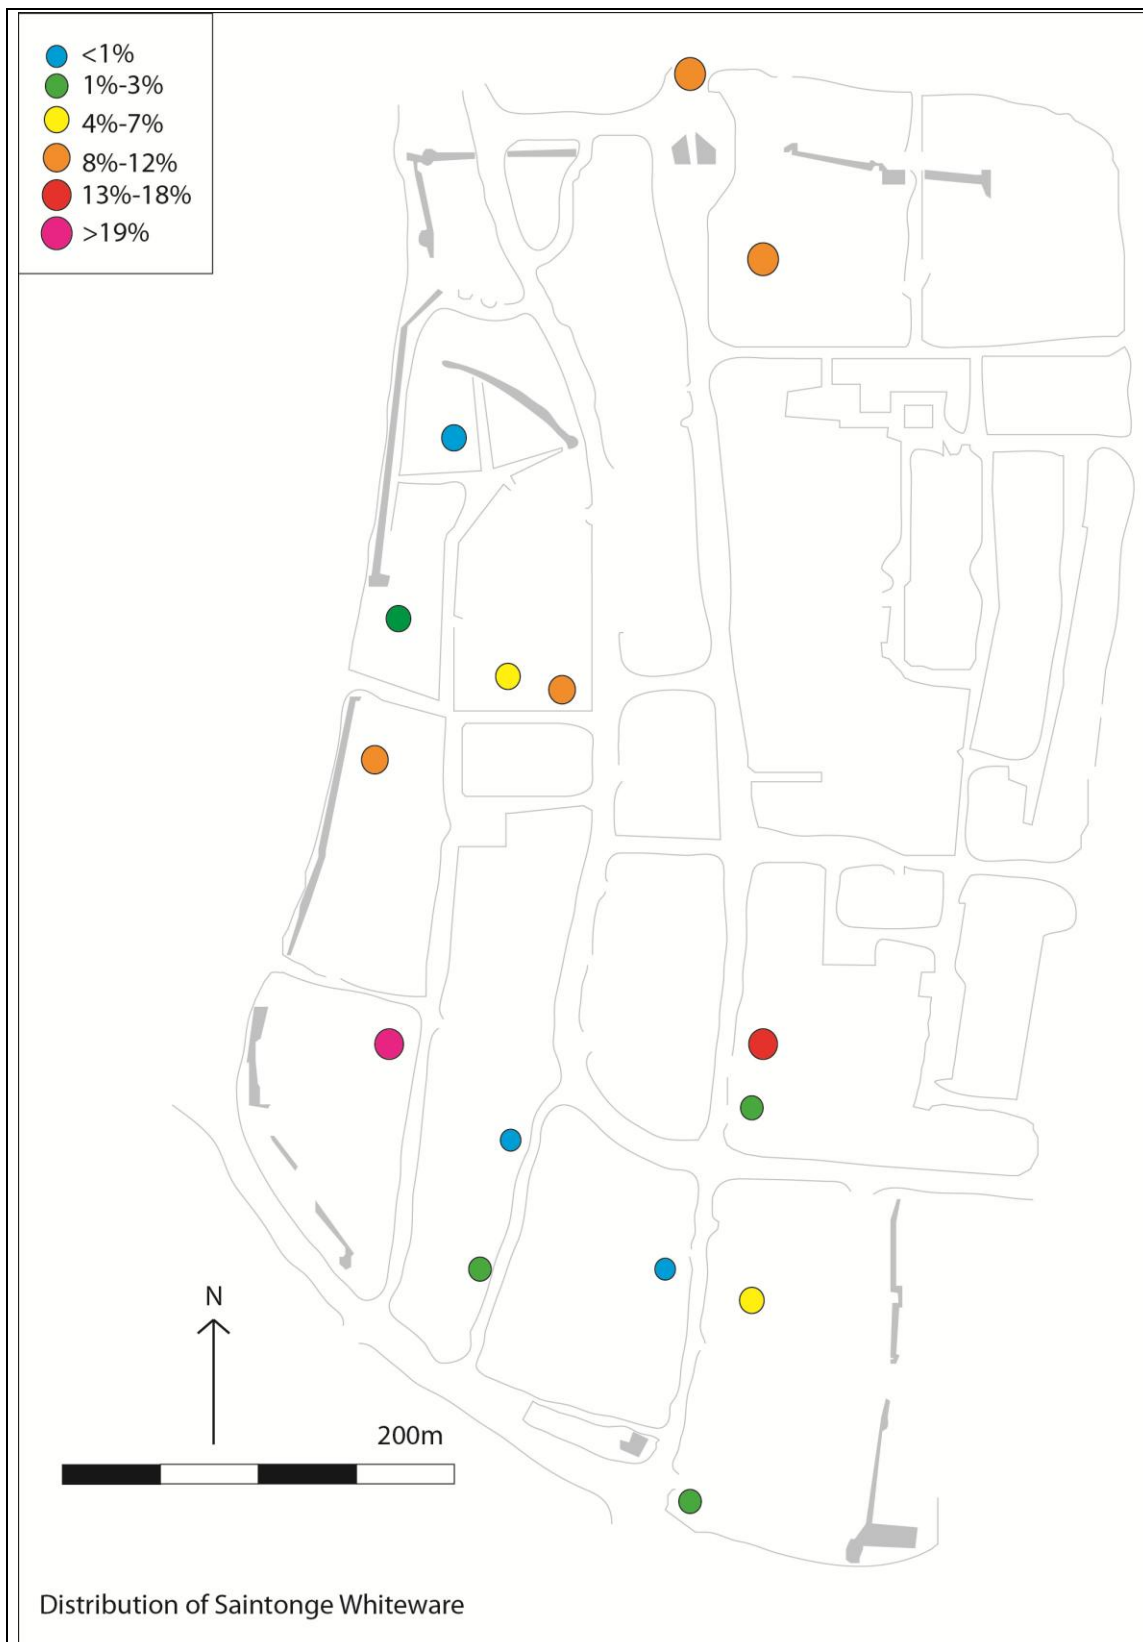 <1%
1%-3%
4%-7%
8%-12%
13%-18%
>19%
N
200m
Distribution of Saintonge Whiteware